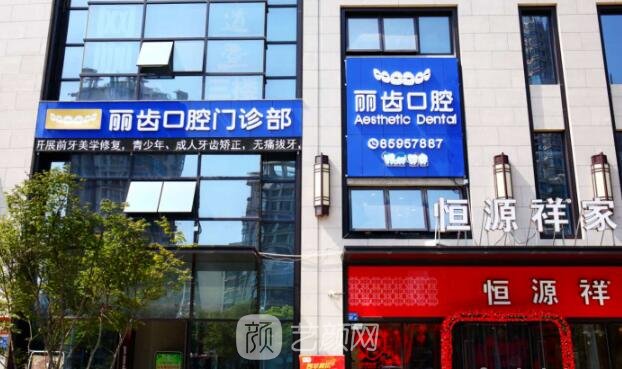 丽齿口腔门诊部
开展前牙美学修复，青少年、成人牙齿矫正，无痛拔牙，
丽齿口腔
Aesthetic Dental
85957887
恒源祥家
恒源祥
颜 艺颜网